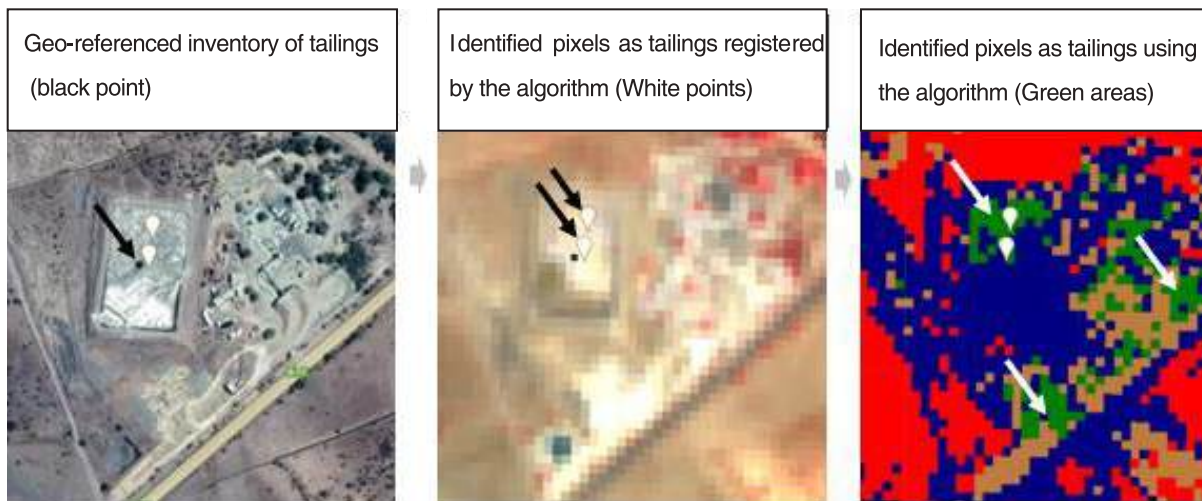 Geo-referenced inventory of tailings
(black point)
Identified pixels as tailings registered
by the algorithm (White points)
Identified pixels as tailings using
the algorithm (Green areas)